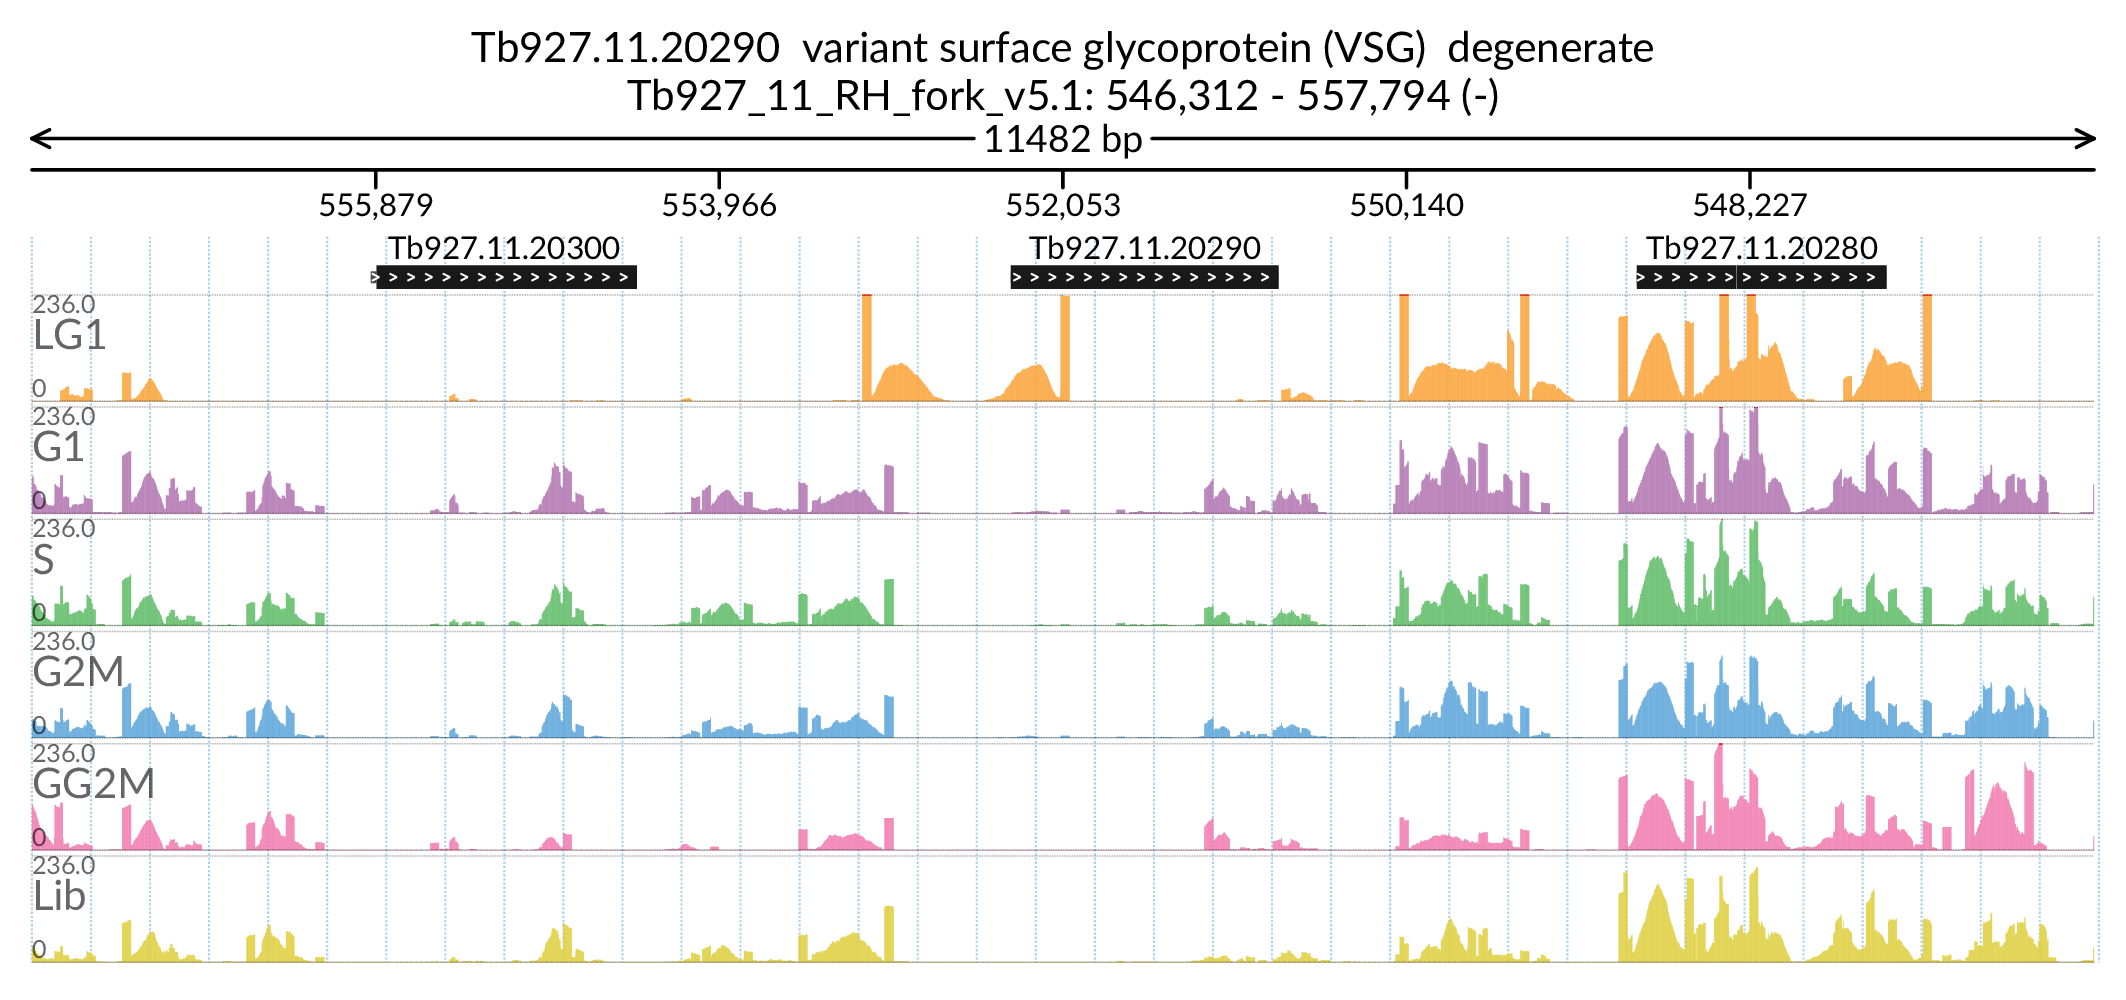 Tb927.11.20290  variant surface glycoprotein (VSG)  degenerate
Tb927_11_RH_fork_v5.1: 546,312 - 557,794 (-)
11482 bp
555,879 553,966 552,053 550,140 548,227
Tb927.11.20300 Tb927.11.20290 Tb927.11.20280
236.0
LG1
0
236.0
G1
0
236.0
S
0
236.0
G2M
0
236.0
GG2M
0
236.0
Lib
0